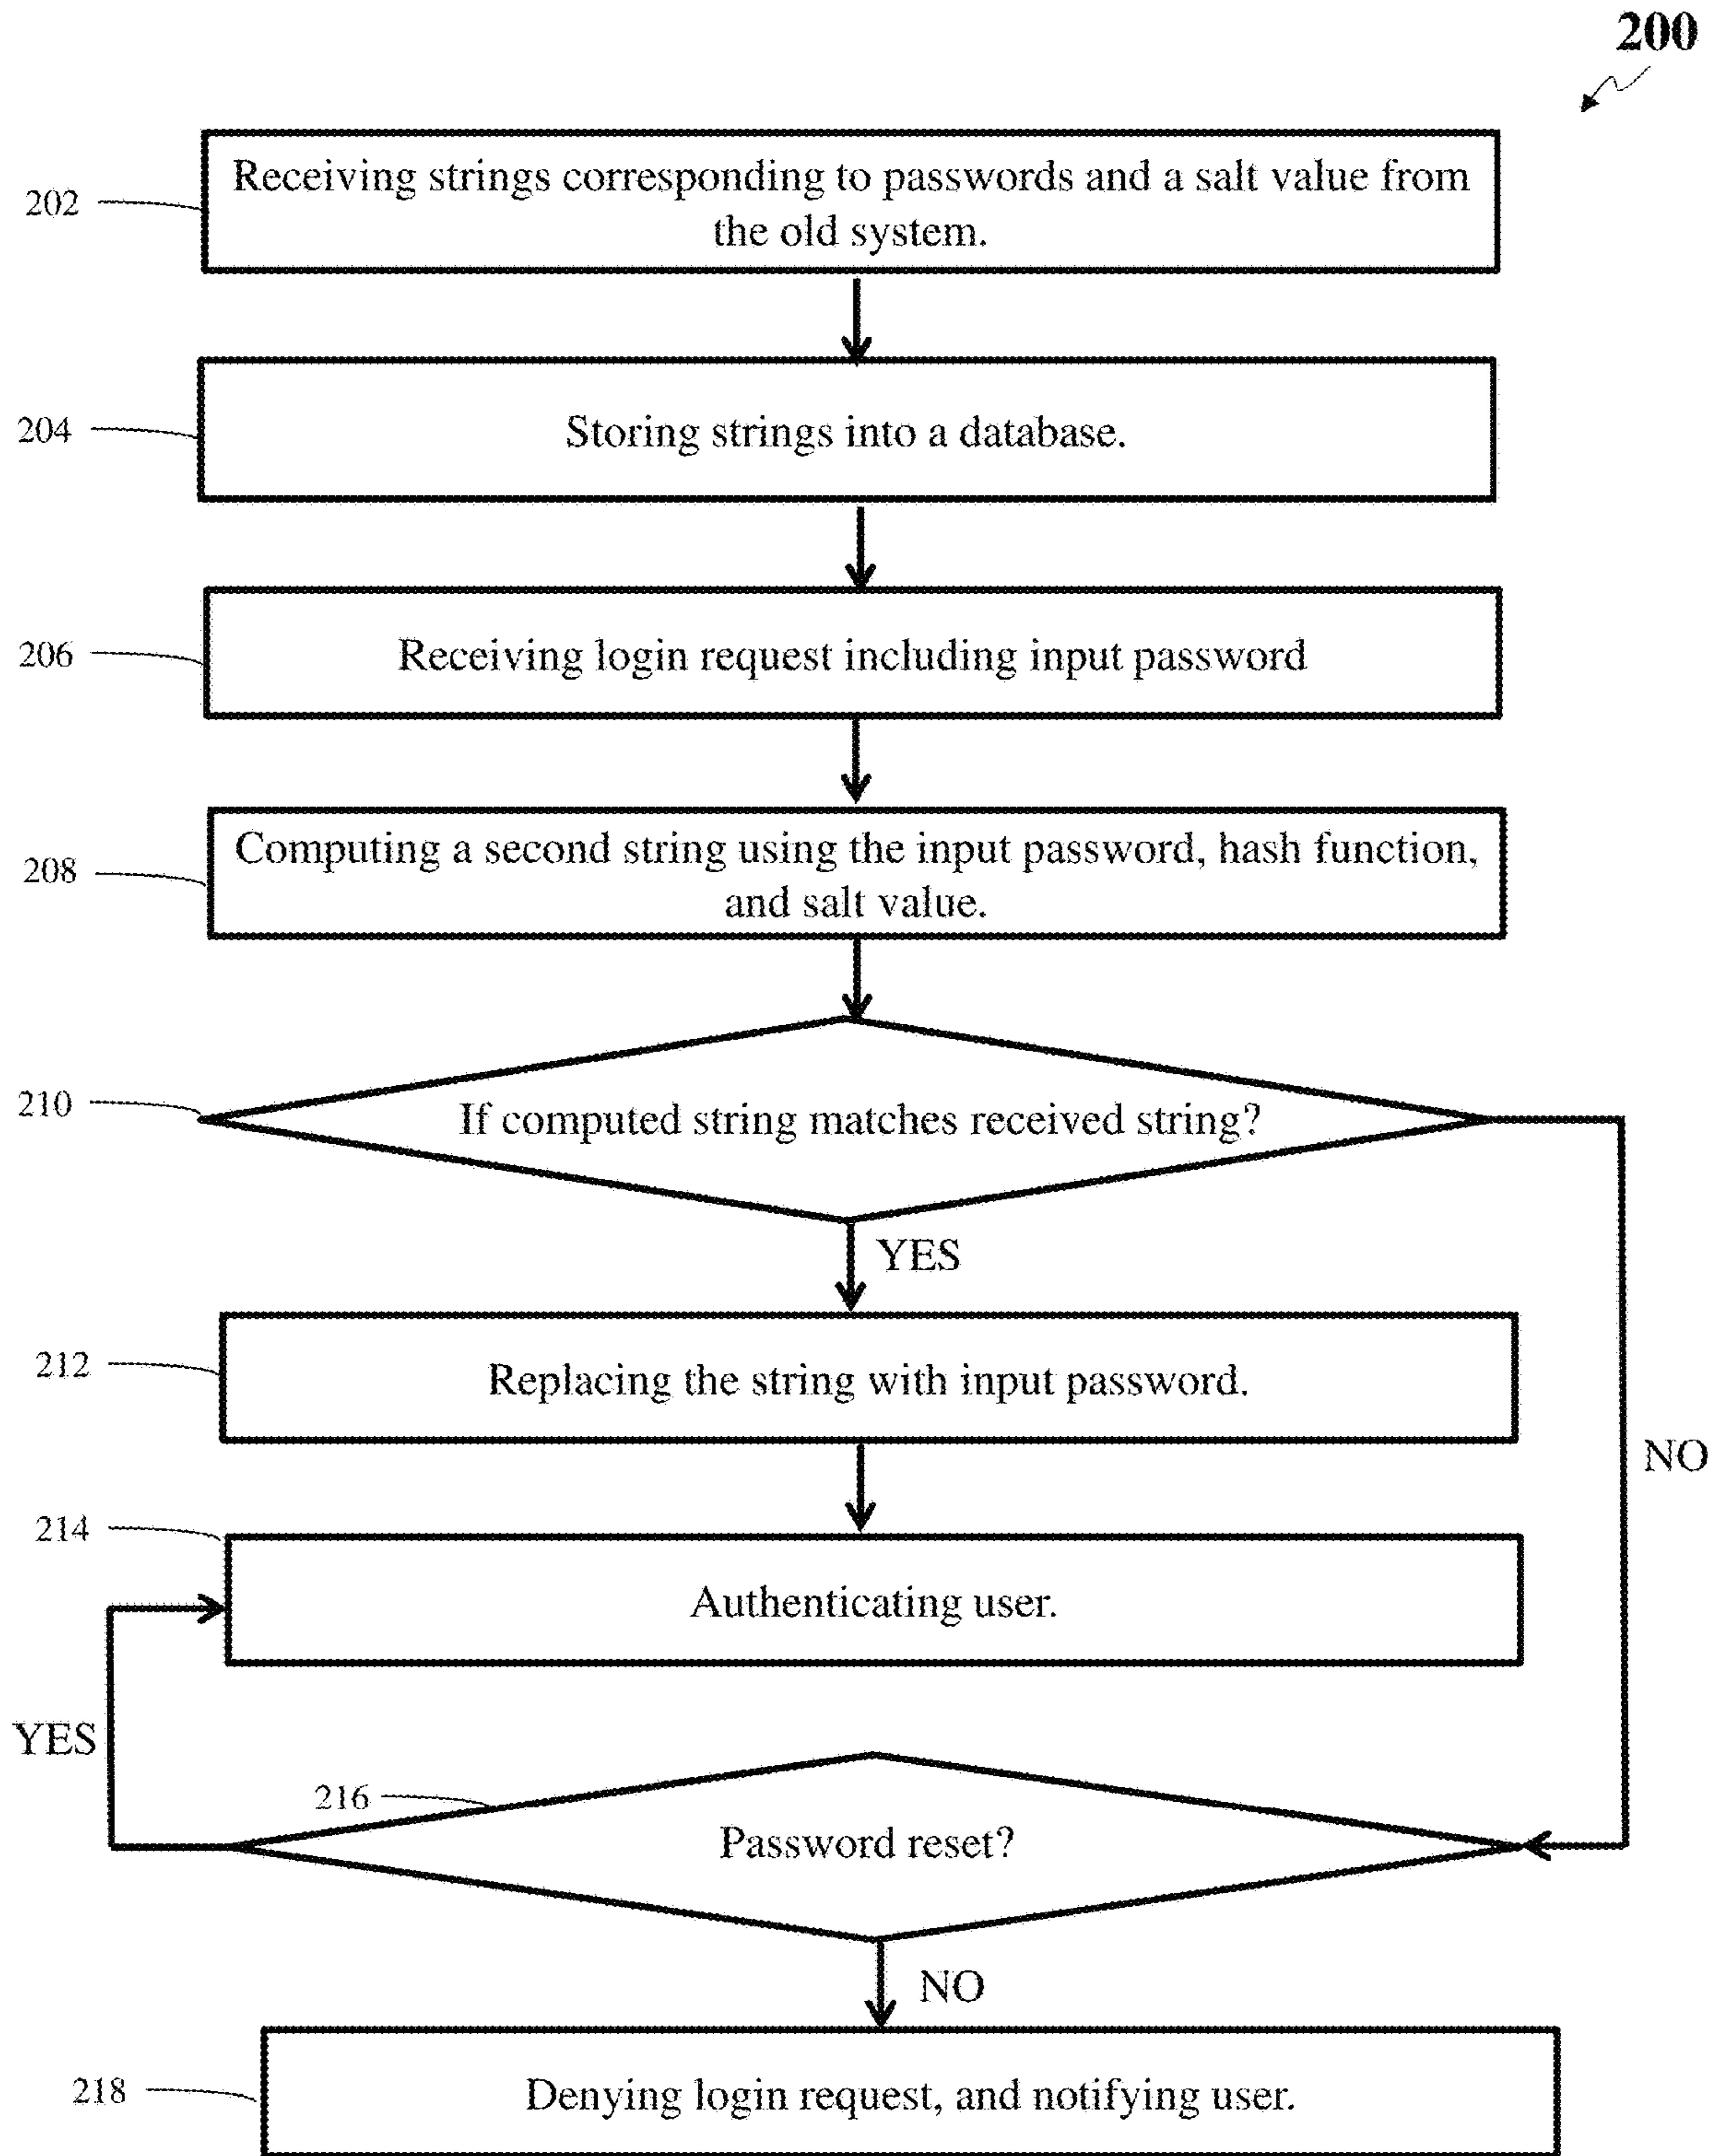 200
202
Receiving strings corresponding to passwords and a salt value from
the old system.
204
Storing strings into a database.
206
Receiving login request including input password
208
Computing a second string using the input password, hash function,
and salt value.
210
If computed string matches received string?
YES
212
Replacing the string with input password.
NO
214
Authenticating user.
YES
216
Password reset?
NO
218
Denying login request, and notifying user.